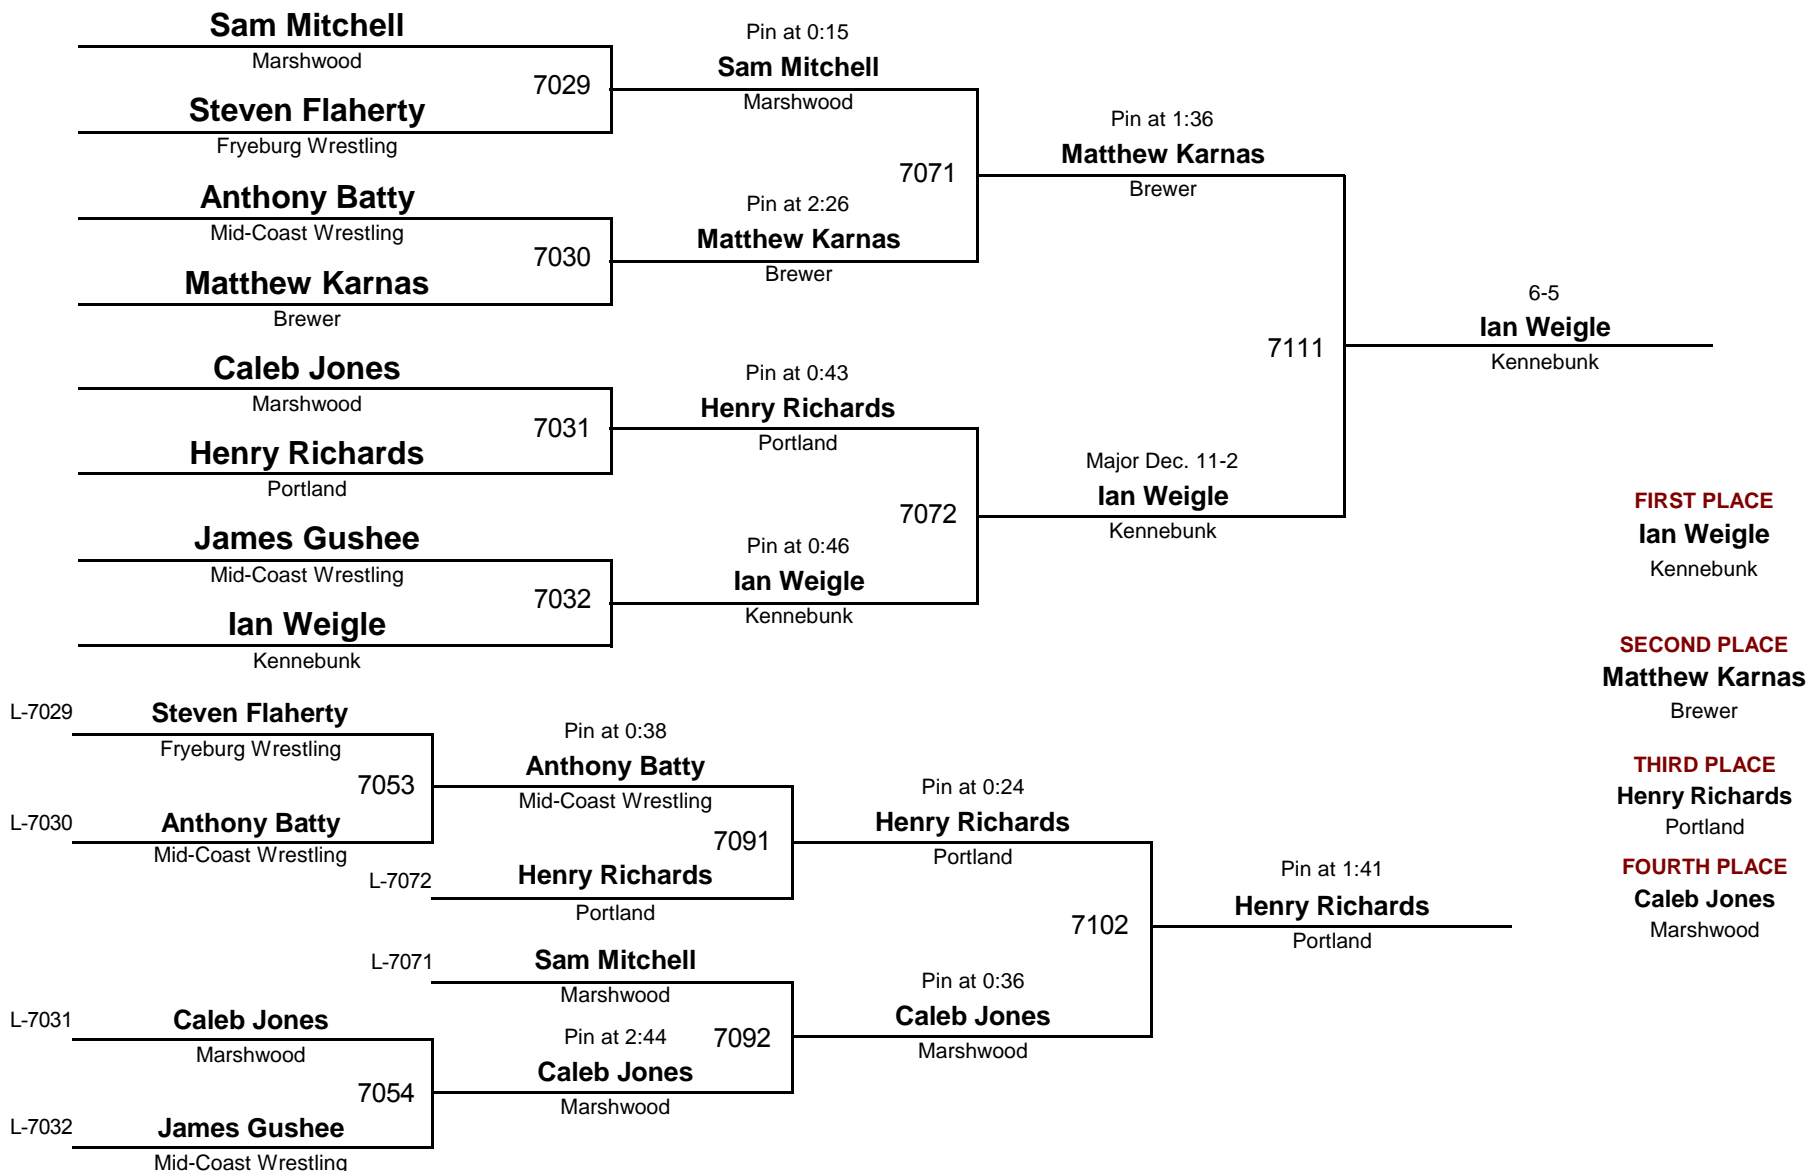 Sam Mitchell
Marshwood
7029
Steven Flaherty
Fryeburg Wrestling
Pin at 0:15
Sam Mitchell
Marshwood
7071
Anthony Batty
Mid-Coast Wrestling
7030
Matthew Karnas
Brewer
Pin at 2:26
Matthew Karnas
Brewer
Pin at 1:36
Matthew Karnas
Brewer
7111
Caleb Jones
Marshwood
7031
Henry Richards
Portland
Pin at 0:43
Henry Richards
Portland
7072
James Gushee
Mid-Coast Wrestling
7032
Ian Weigle
Kennebunk
Pin at 0:46
Ian Weigle
Kennebunk
Major Dec. 11-2
Ian Weigle
Kennebunk
6-5
Ian Weigle
Kennebunk
FIRST PLACE
Ian Weigle
Kennebunk
SECOND PLACE
Matthew Karnas
Brewer
THIRD PLACE
Henry Richards
Portland
FOURTH PLACE
Caleb Jones
Marshwood
L-7029
Steven Flaherty
Fryeburg Wrestling
7053
L-7030
Anthony Batty
Mid-Coast Wrestling
Pin at 0:38
Anthony Batty
Mid-Coast Wrestling
7091
L-7072
Henry Richards
Portland
Pin at 0:24
Henry Richards
Portland
7102
L-7071
Sam Mitchell
Marshwood
7092
L-7031
Caleb Jones
Marshwood
7054
L-7032
James Gushee
Mid-Coast Wrestling
Pin at 2:44
Caleb Jones
Marshwood
Pin at 0:36
Caleb Jones
Marshwood
Pin at 1:41
Henry Richards
Portland